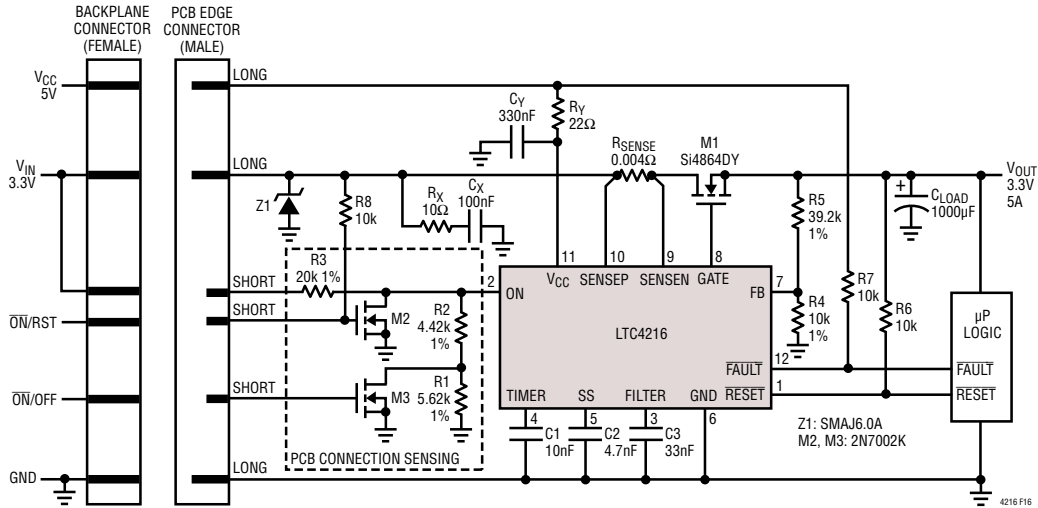 BACKPLANE
CONNECTOR
(FEMALE)
PCB EDGE
CONNECTOR
(MALE)
LONG
VCC
5V
CY
330nF
RY
22Ω
LONG
VIN
3.3V
RSENSE
0.004Ω
M1
Si4864DY
VOUT
3.3V
5A
Z1
R8
10k
RX
10Ω
CX
100nF
R5
39.2k
1%
+
CLOAD
1000µF
R3
20k 1%
SHORT
2
11
10
9
8
VCC
SENSEP
SENSEN
GATE
ON
FB
7
R7
10k
R6
10k
SHORT
ON/RST
M2
R2
4.42k
1%
LTC4216
R4
10k
1%
µP
LOGIC
FAULT
12
FAULT
SHORT
ON/OFF
M3
R1
5.62k
1%
TIMER
SS
FILTER
GND
RESET
1
RESET
4
5
3
6
C1
10nF
C2
4.7nF
C3
33nF
Z1: SMAJ6.0A
M2, M3: 2N7002K
PCB CONNECTION SENSING
LONG
GND
4216 F16